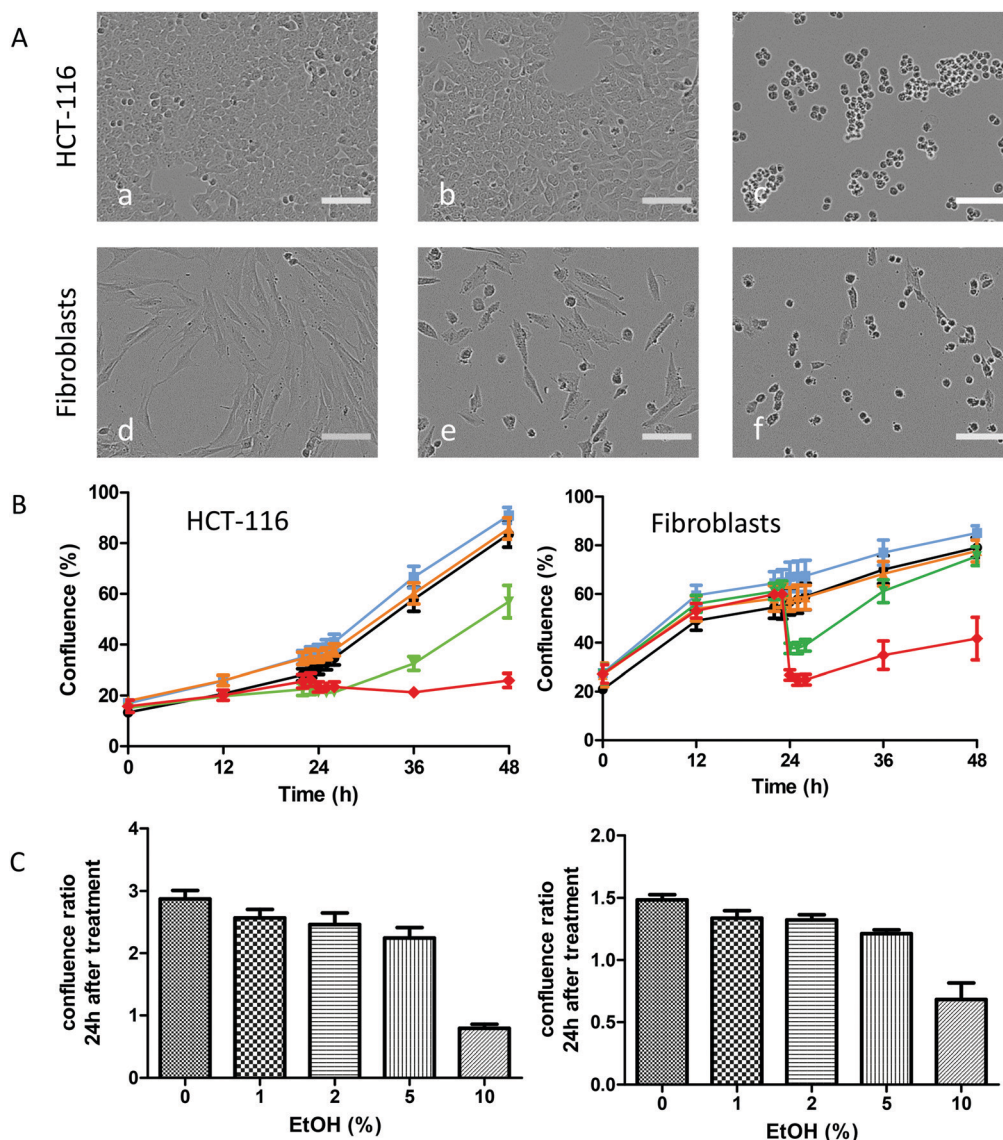 A
HCT-116
a
b
c
Fibroblasts
d
e
f
B
HCT-116
Confluence (%)
100
80
60
40
20
0
0 12 24 36 48
Time (h)
Fibroblasts
Confluence (%)
100
80
60
40
20
0
0 12 24 36 48
Time (h)
C
confluence ratio
24h after treatment
4
3
2
1
0
0 1 2 5 10
EtOH (%)
confluence ratio
24h after treatment
2.0
1.5
1.0
0.5
0.0
0 1 2 5 10
EtOH (%)